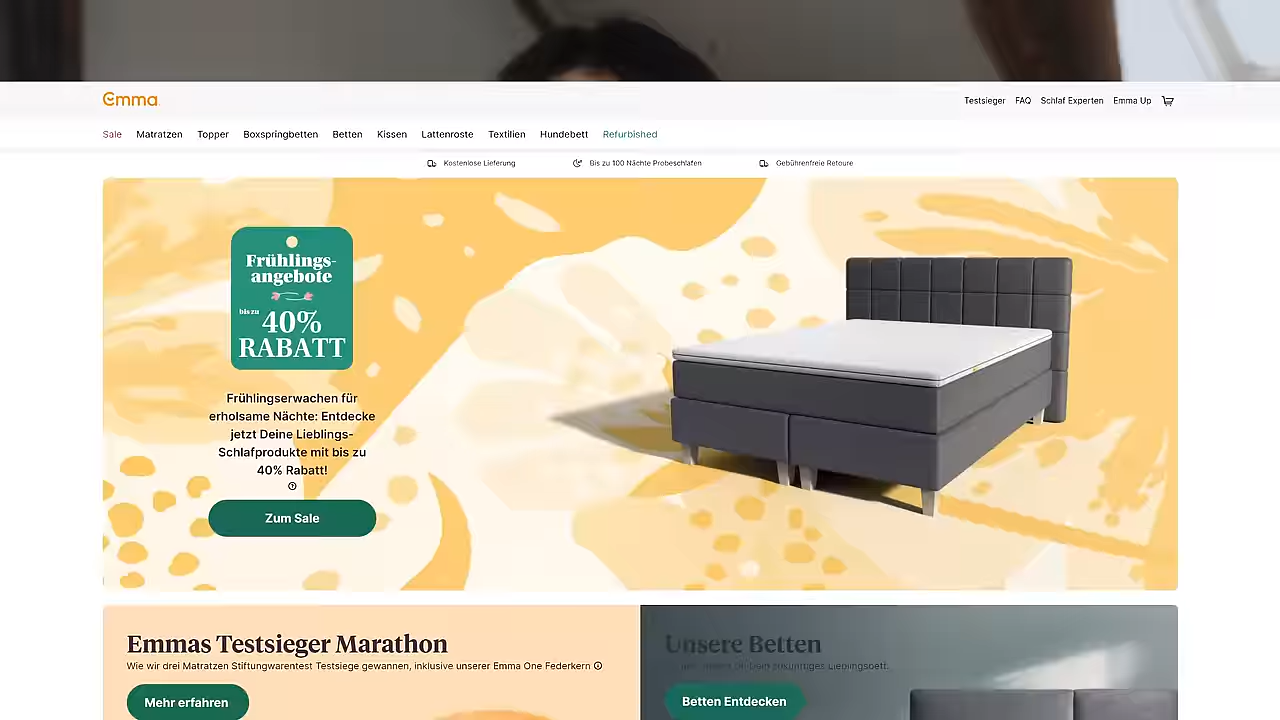 Emma
Testsieger FAQ Schlaf Experten Emma Up
Sale Matratzen Topper Boxspringbetten Betten Kissen Lattenroste Textilien Hundebett Refurbished
Kostenlose Lieferung Bis zu 100 Nächte Probeschlafen Gebührenfreie Retoure
Frühlings-
angebote
bis zu 40%
RABATT
Frühlingserwachen für
erholsame Nächte: Entdecke
jetzt Deine Lieblings-
Schlafprodukte mit bis zu
40% Rabatt!
Zum Sale
Emmas Testsieger Marathon
Wie wir drei Matratzen Stiftungwarentest Testsiege gewannen, inklusive unserer Emma One Federkern
Mehr erfahren
Unsere Betten
Betten Entdecken